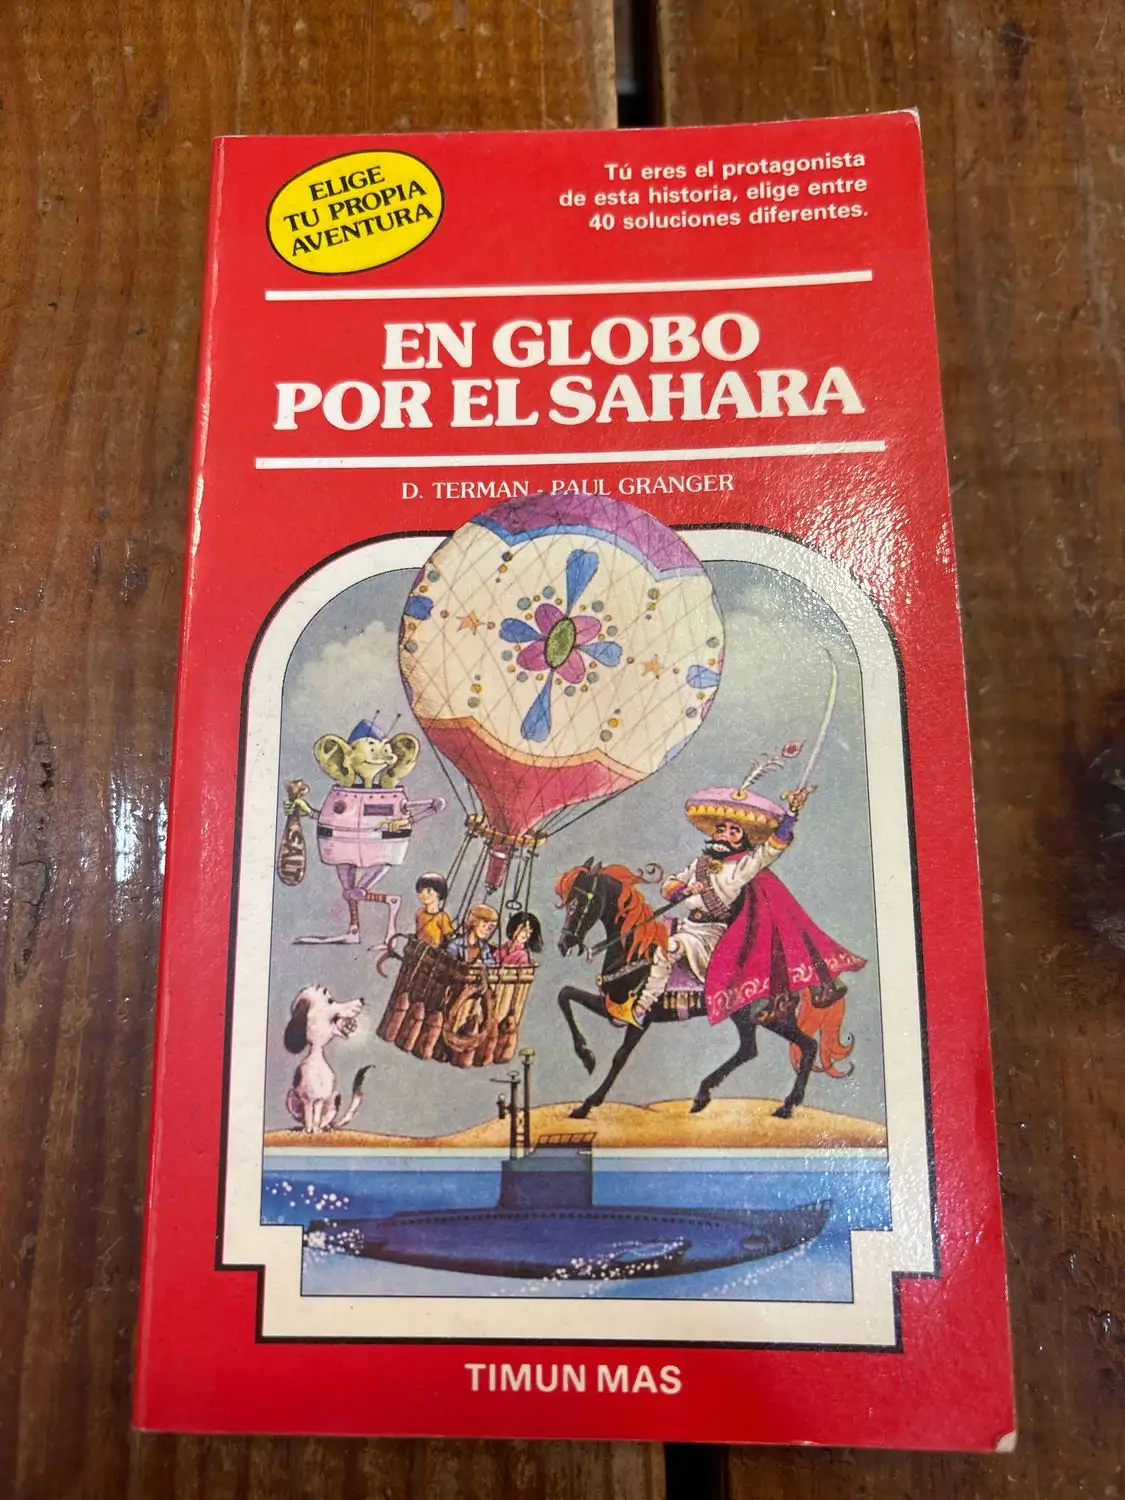 ELIGE
TU PROPIA
AVENTURA
Tú eres el protagonista
de esta historia, elige entre
40 soluciones diferentes.
EN GLOBO
POR EL SAHARA
D. TERMAN - PAUL GRANGER
TIMUN MAS